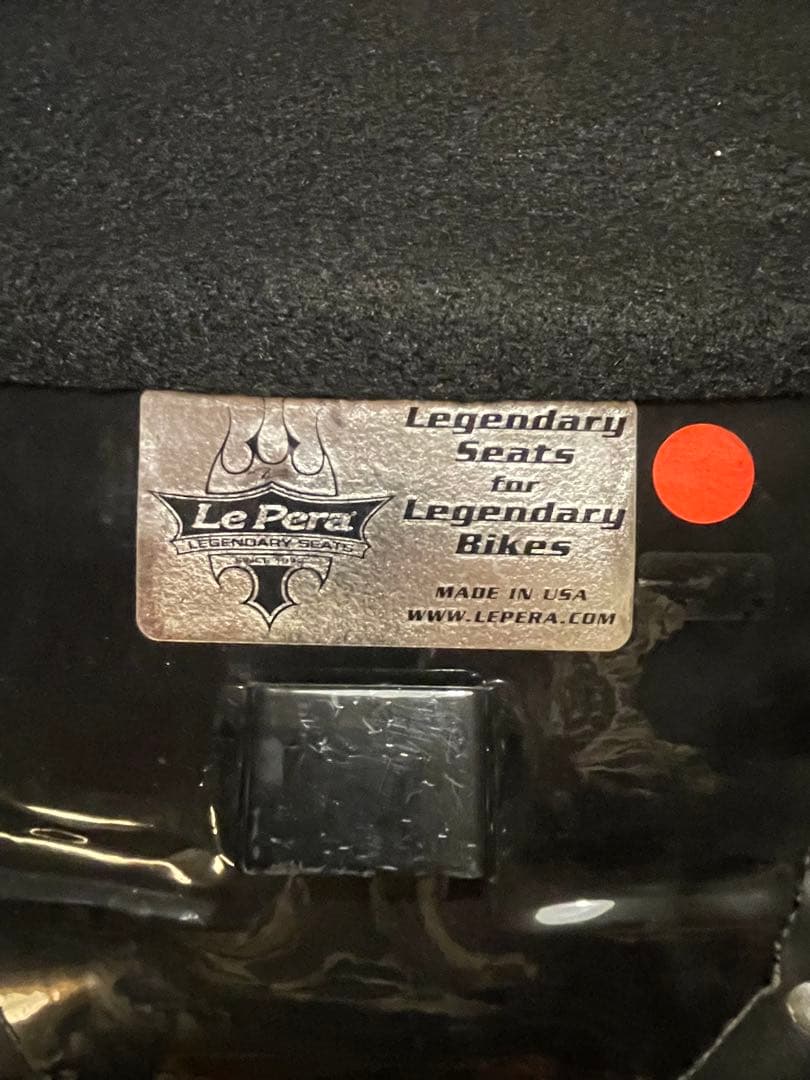 Le Pera
LEGENDARY SEATS
Legendary
Seats
for
Legendary
Bikes
MADE IN USA
WWW.LEPERA.COM